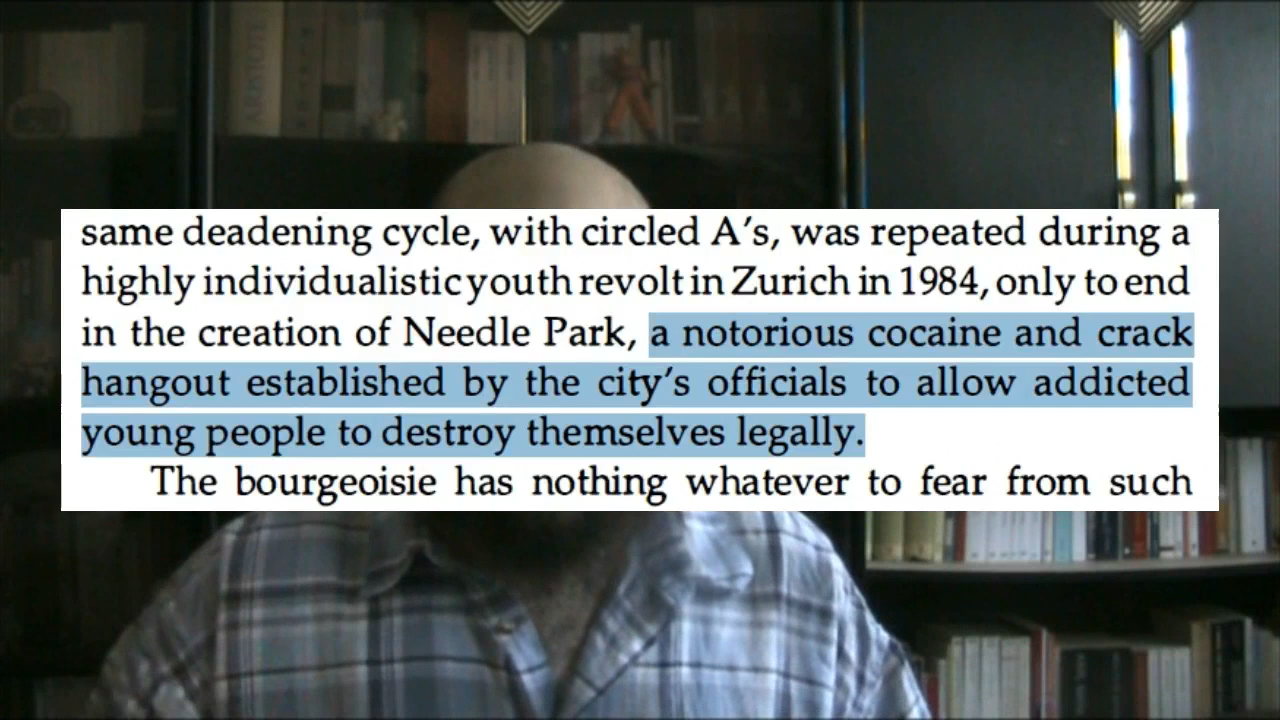 ARISTOTE
same deadening cycle, with circled A's, was repeated during a
highly individualistic youth revolt in Zurich in 1984, only to end
in the creation of Needle Park, a notorious cocaine and crack
hangout established by the city's officials to allow addicted
young people to destroy themselves legally.
The bourgeoisie has nothing whatever to fear from such